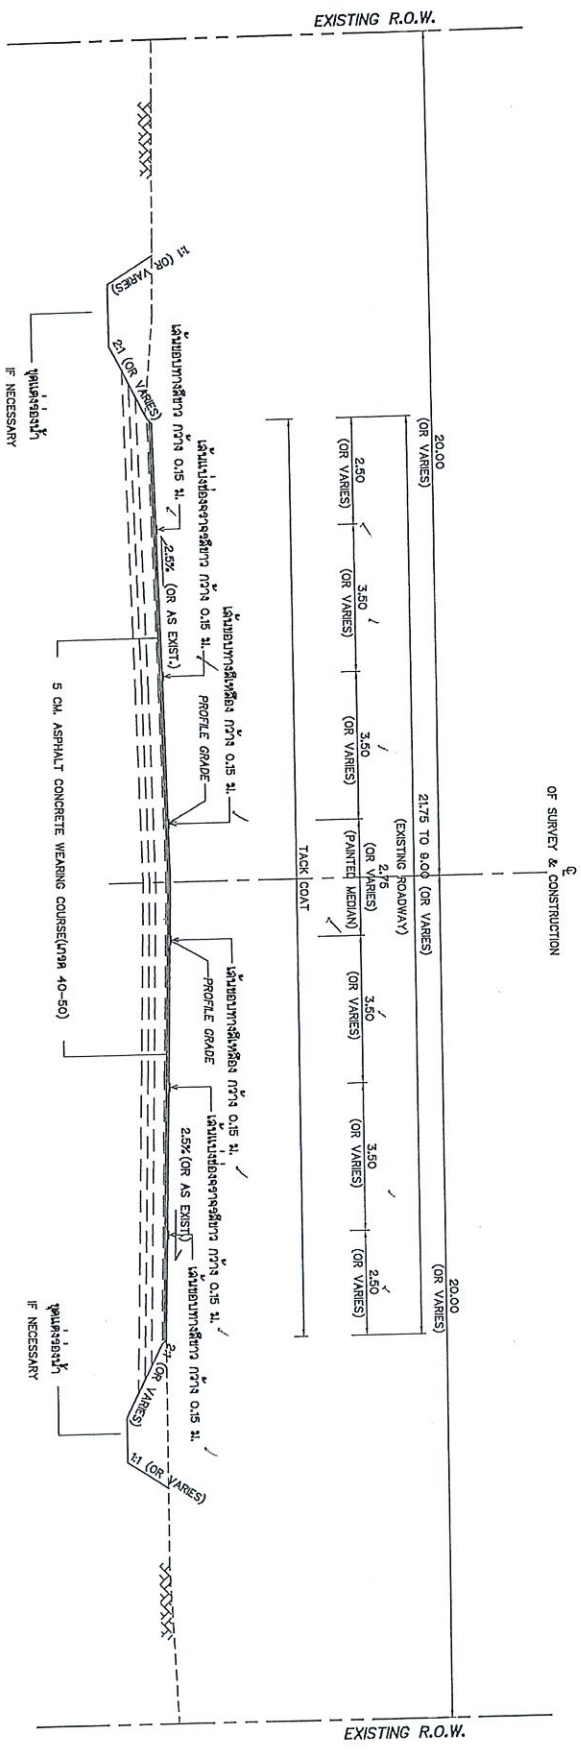 EXISTING R.O.W.
EXISTING R.O.W.
℄
OF SURVEY & CONSTRUCTION
20.00
(OR VARIES)
20.00
(OR VARIES)
21.75 TO 9.00 (OR VARIES)
(EXISTING ROADWAY)
2.50
(OR VARIES)
3.50
(OR VARIES)
3.50
(OR VARIES)
2.75
(OR VARIES)
(PAINTED MEDIAN)
3.50
(OR VARIES)
3.50
(OR VARIES)
2.50
(OR VARIES)
TACK COAT
เส้นขอบทางสีเหลือง กว้าง 0.15 ม.
เส้นแบ่งช่องจราจรสีขาว กว้าง 0.15 ม.
เส้นขอบทางสีขาว กว้าง 0.15 ม.
PROFILE GRADE
2.5% (OR AS EXIST.)
เส้นขอบทางสีเหลือง กว้าง 0.15 ม.
เส้นแบ่งช่องจราจรสีขาว กว้าง 0.15 ม.
เส้นขอบทางสีขาว กว้าง 0.15 ม.
PROFILE GRADE
2.5% (OR AS EXIST.)
1:1 (OR VARIES)
2:1 (OR VARIES)
2:1 (OR VARIES)
1:1 (OR VARIES)
5 CM. ASPHALT CONCRETE WEARING COURSE(เกรด 40-50)
ขุดแต่งร่องน้ำ
IF NECESSARY
ขุดแต่งร่องน้ำ
IF NECESSARY